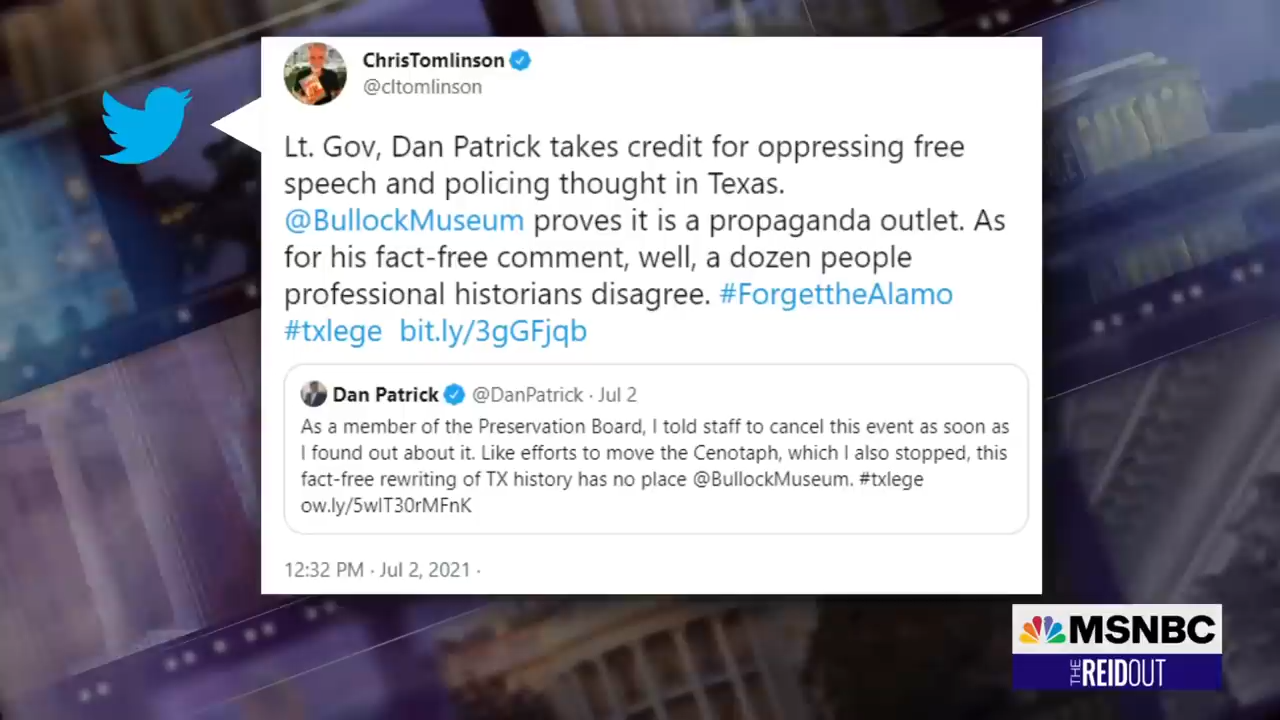 ChrisTomlinson
@cltomlinson
Lt. Gov, Dan Patrick takes credit for oppressing free
speech and policing thought in Texas.
@BullockMuseum proves it is a propaganda outlet. As
for his fact-free comment, well, a dozen people
professional historians disagree. #ForgettheAlamo
#txlege bit.ly/3gGFjqb
Dan Patrick @DanPatrick · Jul 2
As a member of the Preservation Board, I told staff to cancel this event as soon as
I found out about it. Like efforts to move the Cenotaph, which I also stopped, this
fact-free rewriting of TX history has no place @BullockMuseum. #txlege
ow.ly/5wIT30rMFnK
12:32 PM · Jul 2, 2021 ·
MSNBC
THE REIDOUT